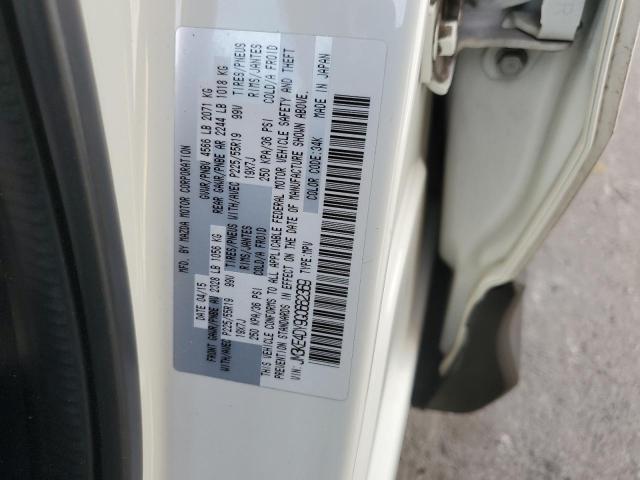 MFD. BY MAZDA MOTOR CORPORATION
DATE 04/15 GVWR/PNBV 4566 LB 2071 KG
FRONT GAWR/PNBE AV 2328 LB 1056 KG REAR GAWR/PNBE AR 2244 LB 1018 KG
WITH/AVEC TIRES/PNEUS WITH/AVEC TIRES/PNEUS
P225/55R19 99V RIMS/JANTES P225/55R19 99V RIMS/JANTES
19X7J COLD/A FROID 19X7J COLD/A FROID
250 KPA/36 PSI 250 KPA/36 PSI
THIS VEHICLE CONFORMS TO ALL APPLICABLE FEDERAL MOTOR VEHICLE SAFETY AND THEFT
PREVENTION STANDARDS IN EFFECT ON THE DATE OF MANUFACTURE SHOWN ABOVE.
VIN: TYPE: MPV COLOR CODE: 34K MADE IN JAPAN